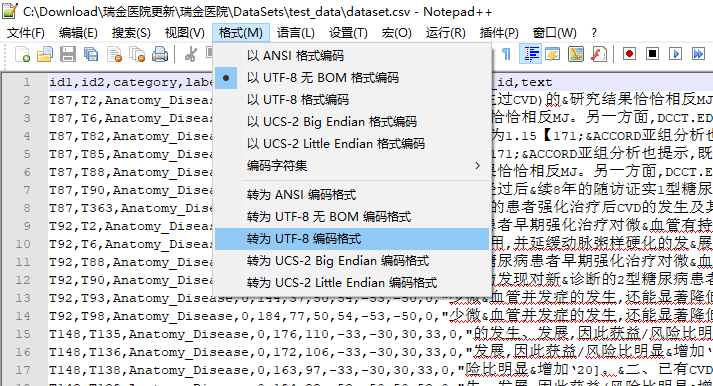 C:\Download\瑞金医院更新\瑞金医院\DataSets\test_data\dataset.csv - Notepad++
文件(F) 编辑(E) 搜索(S) 视图(V) 格式(M) 语言(L) 设置(T) 宏(O) 运行(R) 插件(P) 窗口(W)
以 ANSI 格式编码
以 UTF-8 无 BOM 格式编码
以 UTF-8 格式编码
以 UCS-2 Big Endian 格式编码
以 UCS-2 Little Endian 格式编码
编码字符集
转为 ANSI 编码格式
转为 UTF-8 无 BOM 编码格式
转为 UTF-8 编码格式
转为 UCS-2 Big Endian 编码格式
转为 UCS-2 Little Endian 编码格式
1 id1,id2,category,labe _id,text
2 T87,T2,Anatomy_Disease 过CVD)的&研究结果恰恰相反MJ
3 T87,T6,Anatomy_Disease 恰恰相反MJ。另一方面,DCCT.ED
4 T87,T82,Anatomy_Diseas 为1.15【171;&ACCORD亚组分析也
5 T87,T85,Anatomy_Diseas 171;&ACCORD亚组分析也提示,既
6 T87,T88,Anatomy_Diseas 恰相反MJ。另一方面,DCCT.ED
7 T87,T90,Anatomy_Diseas 经过后&续8年的随访证实1型糖尿
8 T87,T363,Anatomy_Disea 的患者强化治疗后CVD的发生及其
9 T92,T2,Anatomy_Disease 患者早期强化治疗对微&血管有持
10 T92,T6,Anatomy_Disease 用,并延缓动脉粥样硬化的发&展
11 T92,T88,Anatomy_Diseas 糖尿病患者早期强化治疗对微&血
12 T92,T90,Anatomy_Diseas 访发现对新&诊断的2型糖尿病患者
13 T92,T93,Anatomy_Disease,0,144,37,50,54,-53,-50,0,"少微&血管并发症的发生,还能显著降低
14 T92,T98,Anatomy_Disease,0,184,77,50,54,-53,-50,0,"少微&血管并发症的发生,还能显著降低
15 T148,T135,Anatomy_Disease,0,176,110,-33,-30,30,33,0,"的发生、发展,因此获益/风险比明显
16 T148,T136,Anatomy_Disease,0,172,106,-33,-30,30,33,0,"发展,因此获益/风险比明显&增加‘
17 T148,T138,Anatomy_Disease,0,163,97,-33,-30,30,33,0,"险比明显&增加‘20]。&二、已有CVD